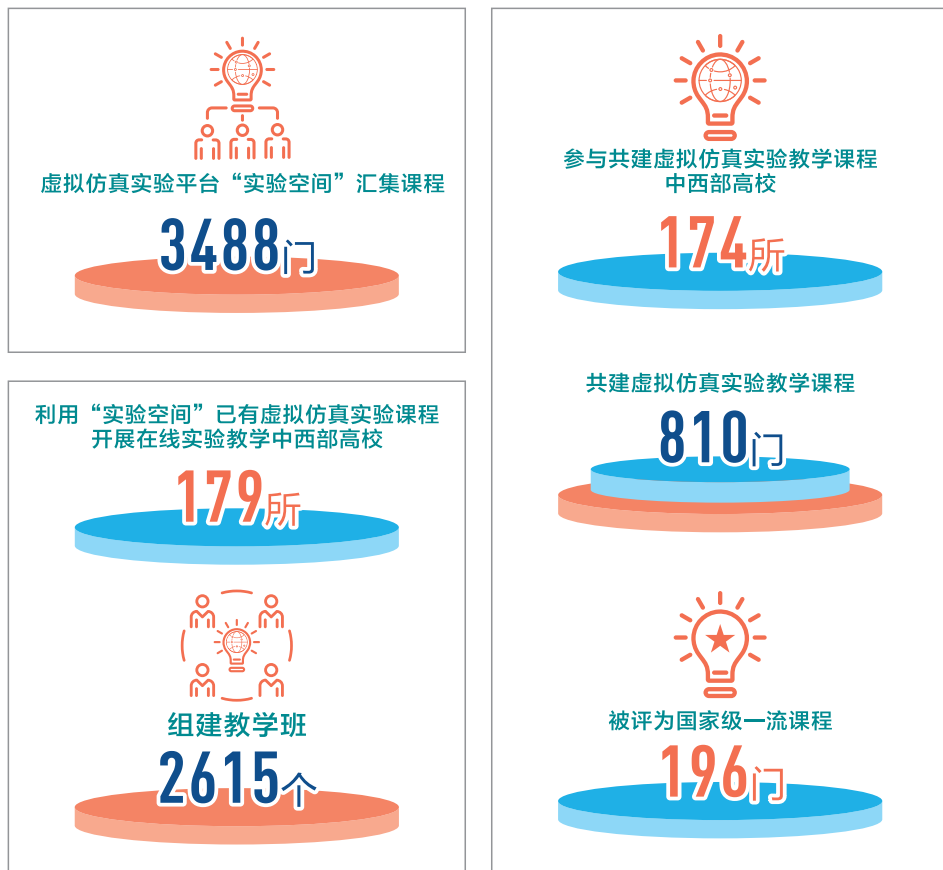 虚拟仿真实验平台“实验空间”汇集课程
3488门
利用“实验空间”已有虚拟仿真实验课程
开展在线实验教学中西部高校
179所
组建教学班
2615个
参与共建虚拟仿真实验教学课程
中西部高校
174所
共建虚拟仿真实验教学课程
810门
被评为国家级一流课程
196门